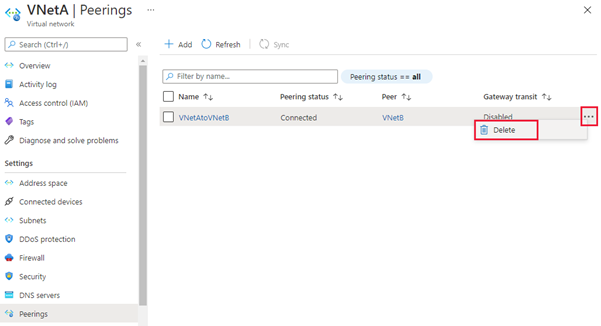 VNetA | Peerings ...
Virtual network
Search (Ctrl+/)
«
Add
Refresh
Sync
Overview
Activity log
Access control (IAM)
Tags
Diagnose and solve problems
Settings
Address space
Connected devices
Subnets
DDoS protection
Firewall
Security
DNS servers
Peerings
Filter by name...
Peering status == all
Name ↑↓ Peering status ↑↓ Peer ↑↓ Gateway transit ↑↓
VNetAtoVNetB Connected VNetB Disabled ...
Delete